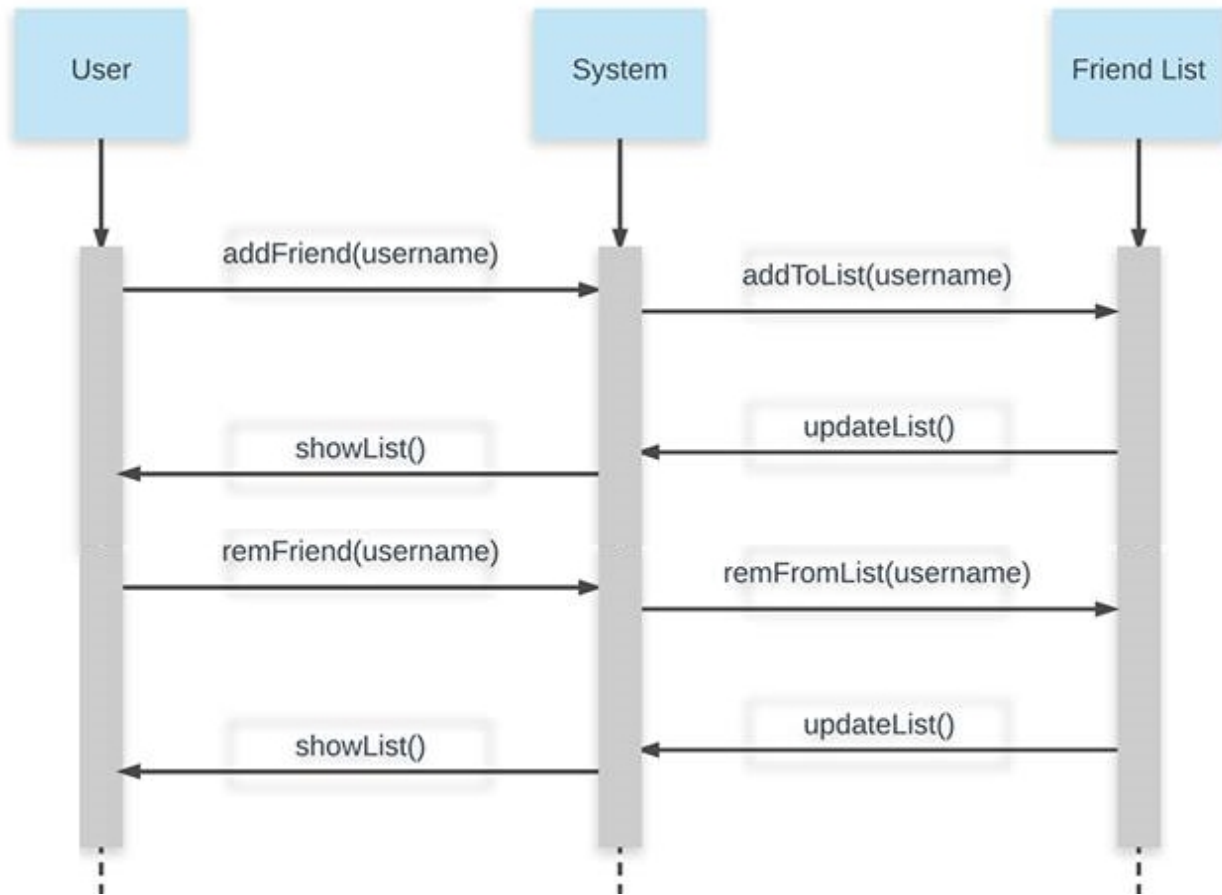 User
System
Friend List
addFriend(username)
addToList(username)
updateList()
showList()
remFriend(username)
remFromList(username)
updateList()
showList()